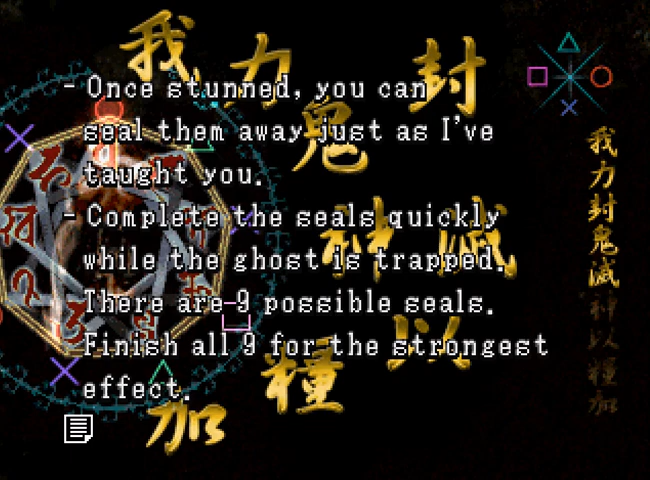 - Once stunned, you can
seal them away just as I've
taught you.
- Complete the seals quickly
while the ghost is trapped.
There are 9 possible seals.
Finish all 9 for the strongest
effect.
我 力 封
鬼
神 滅
以
糧
加
我力封鬼滅神以糧加